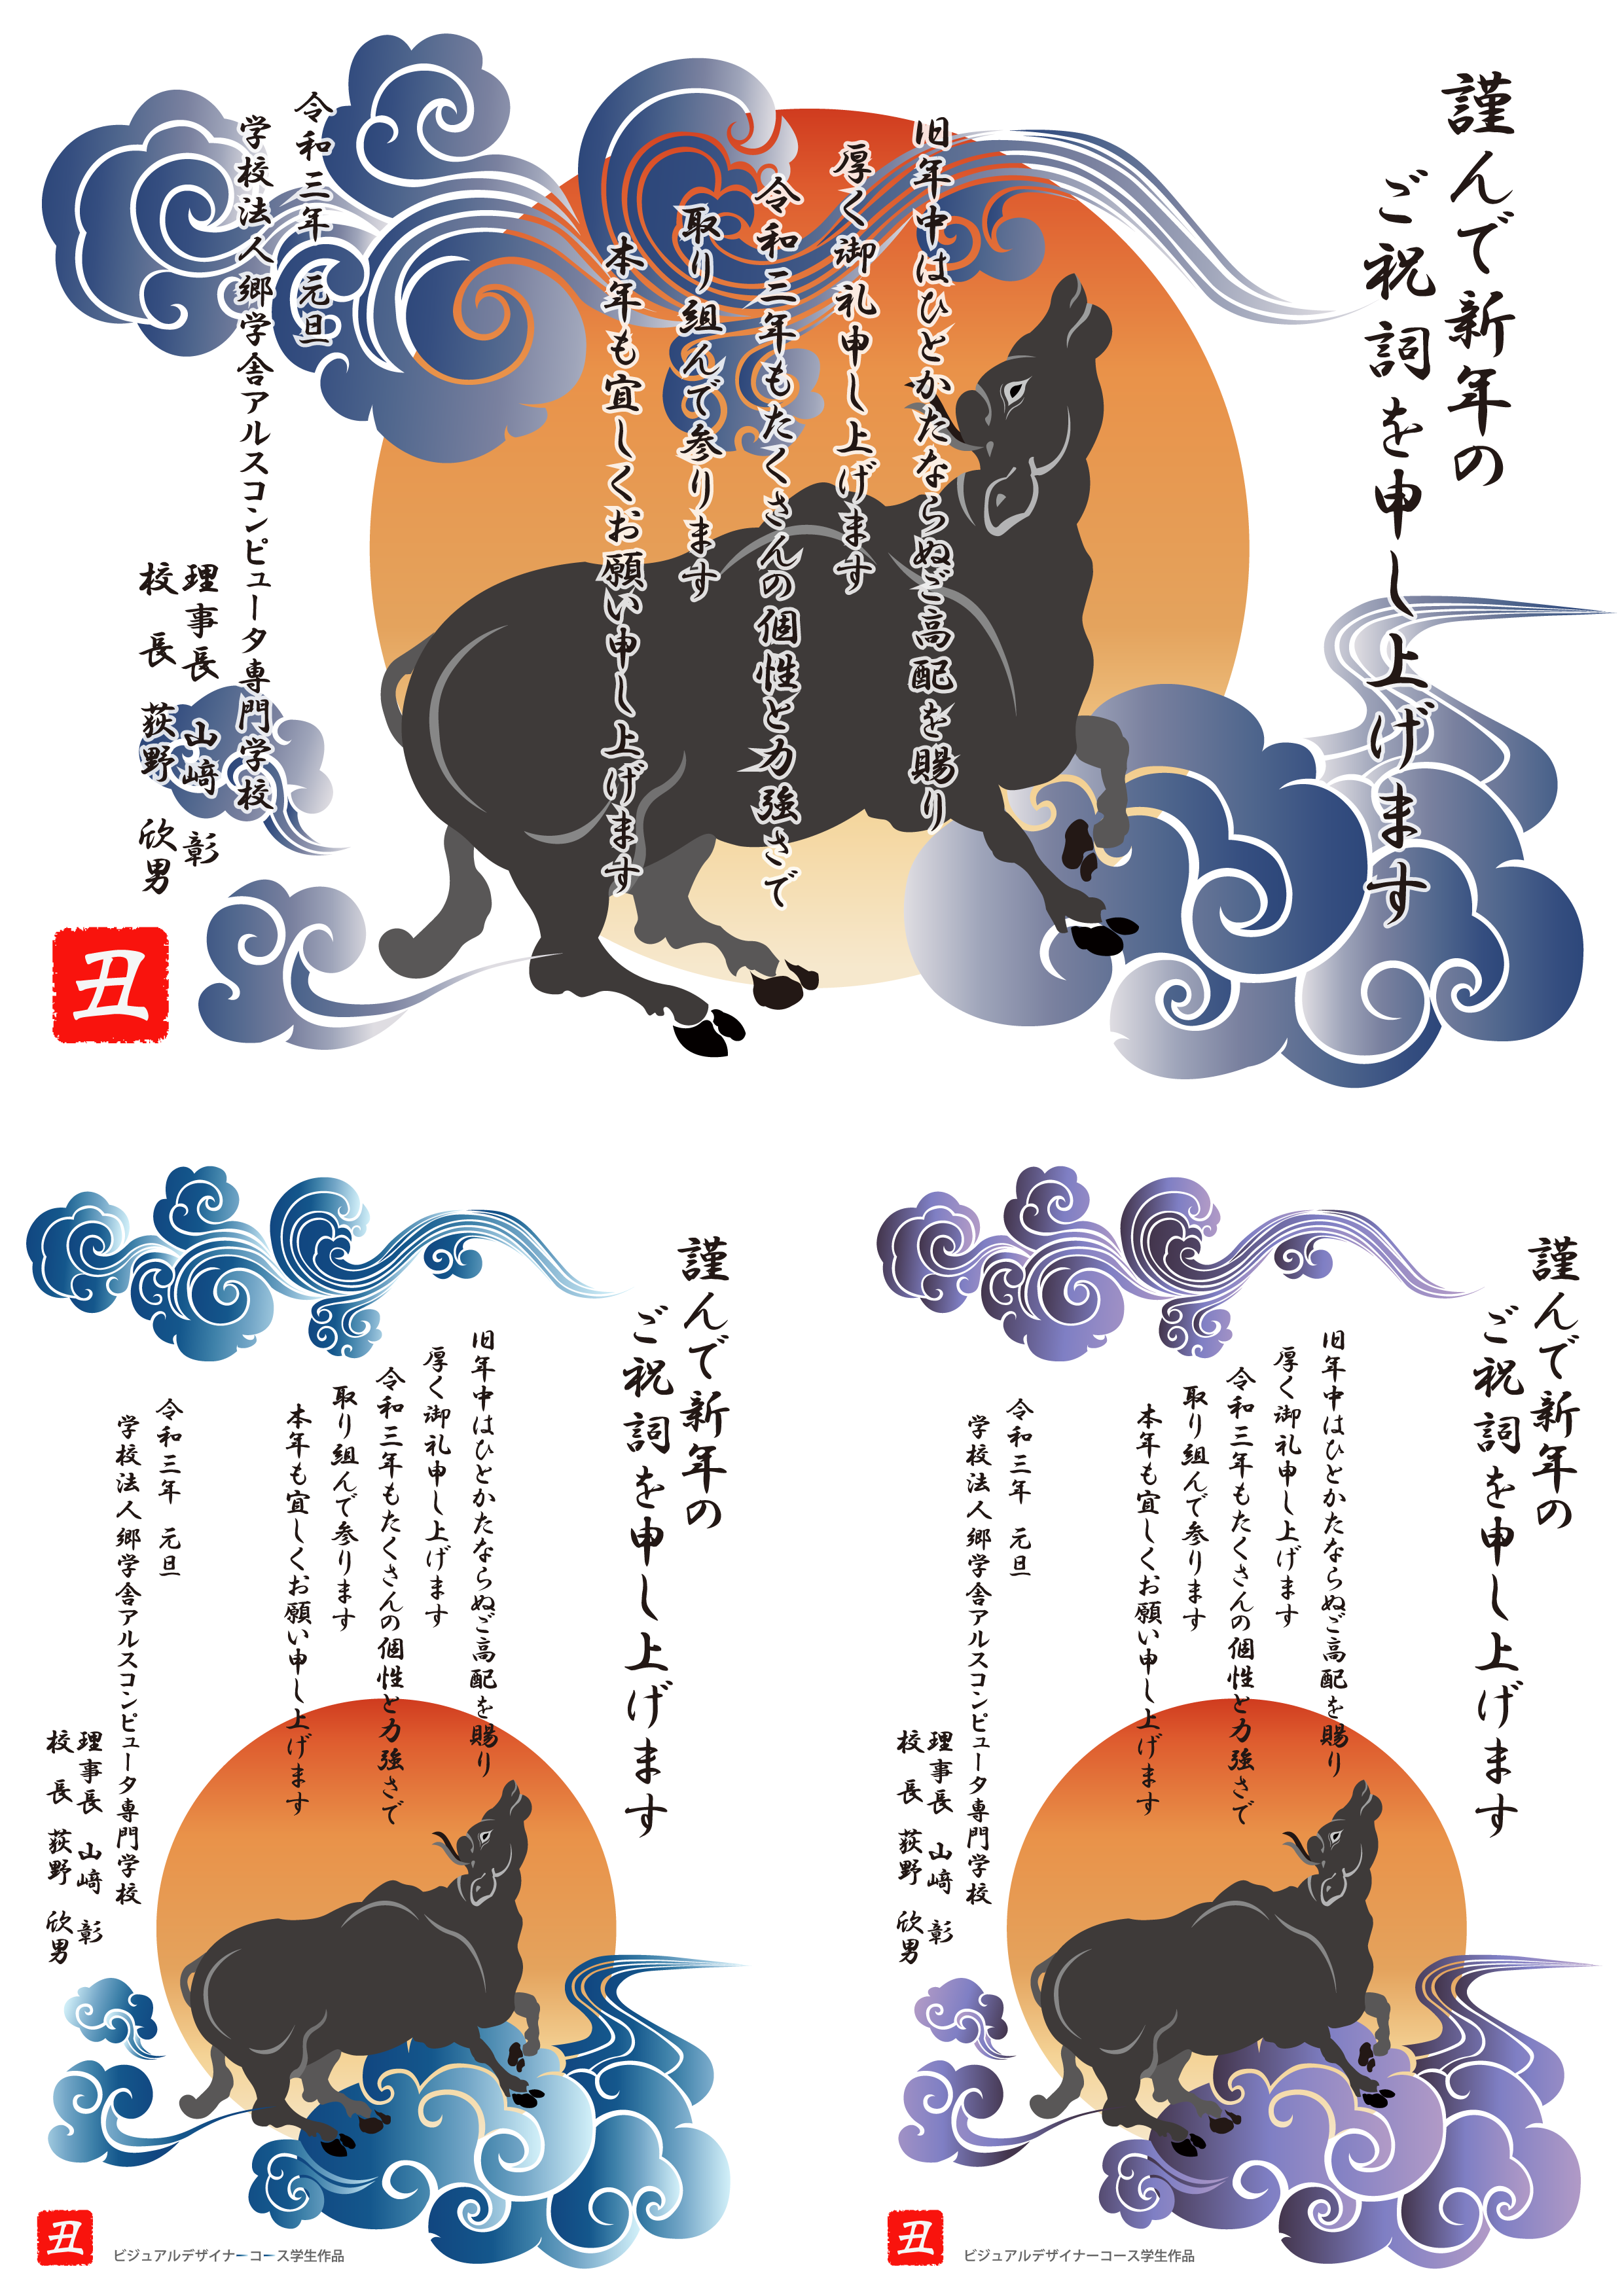 謹んで新年の
ご祝詞を申し上げます
旧年中はひとかたならぬご高配を賜り
厚く御礼申し上げます
令和三年もたくさんの個性と力強さで
取り組んで参ります
本年も宜しくお願い申し上げます
令和三年 元旦
学校法人郷学舎アルスコンピュータ専門学校
理事長 山﨑 彰
校長 荻野 欣男
丑
謹んで新年の
ご祝詞を申し上げます
旧年中はひとかたならぬご高配を賜り
厚く御礼申し上げます
令和三年もたくさんの個性と力強さで
取り組んで参ります
本年も宜しくお願い申し上げます
令和三年 元旦
学校法人郷学舎アルスコンピュータ専門学校
理事長 山﨑 彰
校長 荻野 欣男
丑
ビジュアルデザイナーコース学生作品
謹んで新年の
ご祝詞を申し上げます
旧年中はひとかたならぬご高配を賜り
厚く御礼申し上げます
令和三年もたくさんの個性と力強さで
取り組んで参ります
本年も宜しくお願い申し上げます
令和三年 元旦
学校法人郷学舎アルスコンピュータ専門学校
理事長 山﨑 彰
校長 荻野 欣男
丑
ビジュアルデザイナーコース学生作品